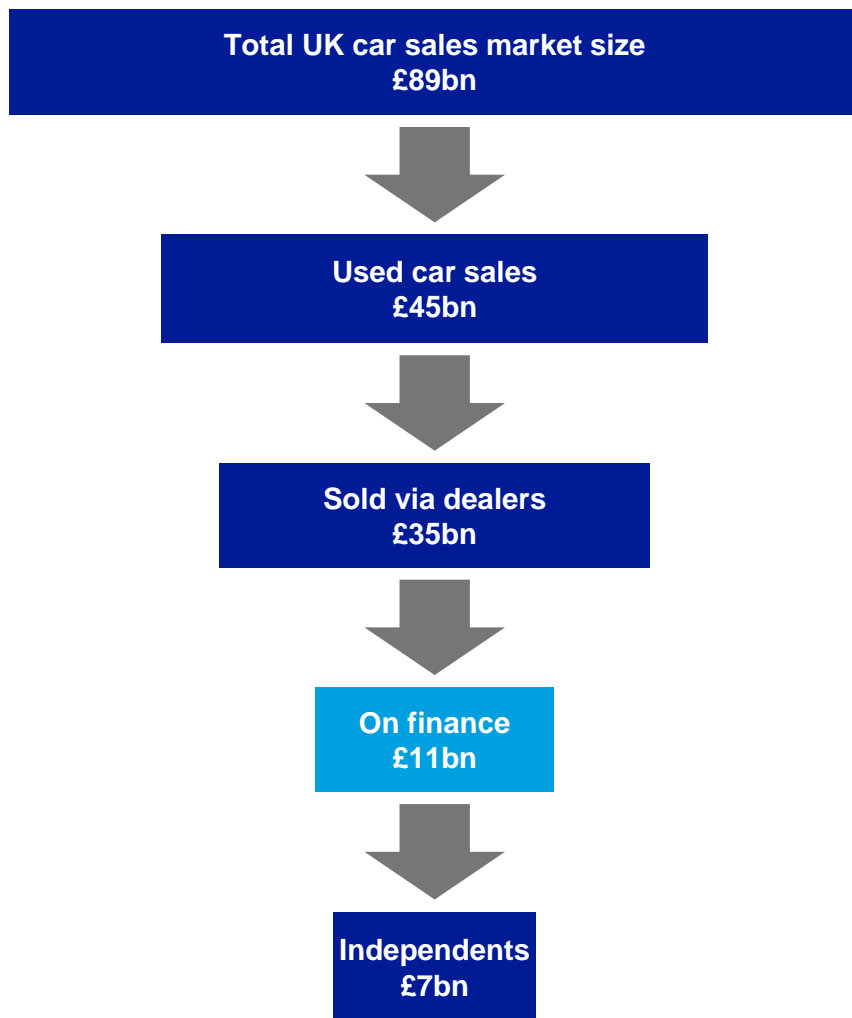 Total UK car sales market size
£89bn
Used car sales
£45bn
Sold via dealers
£35bn
On finance
£11bn
Independents
£7bn